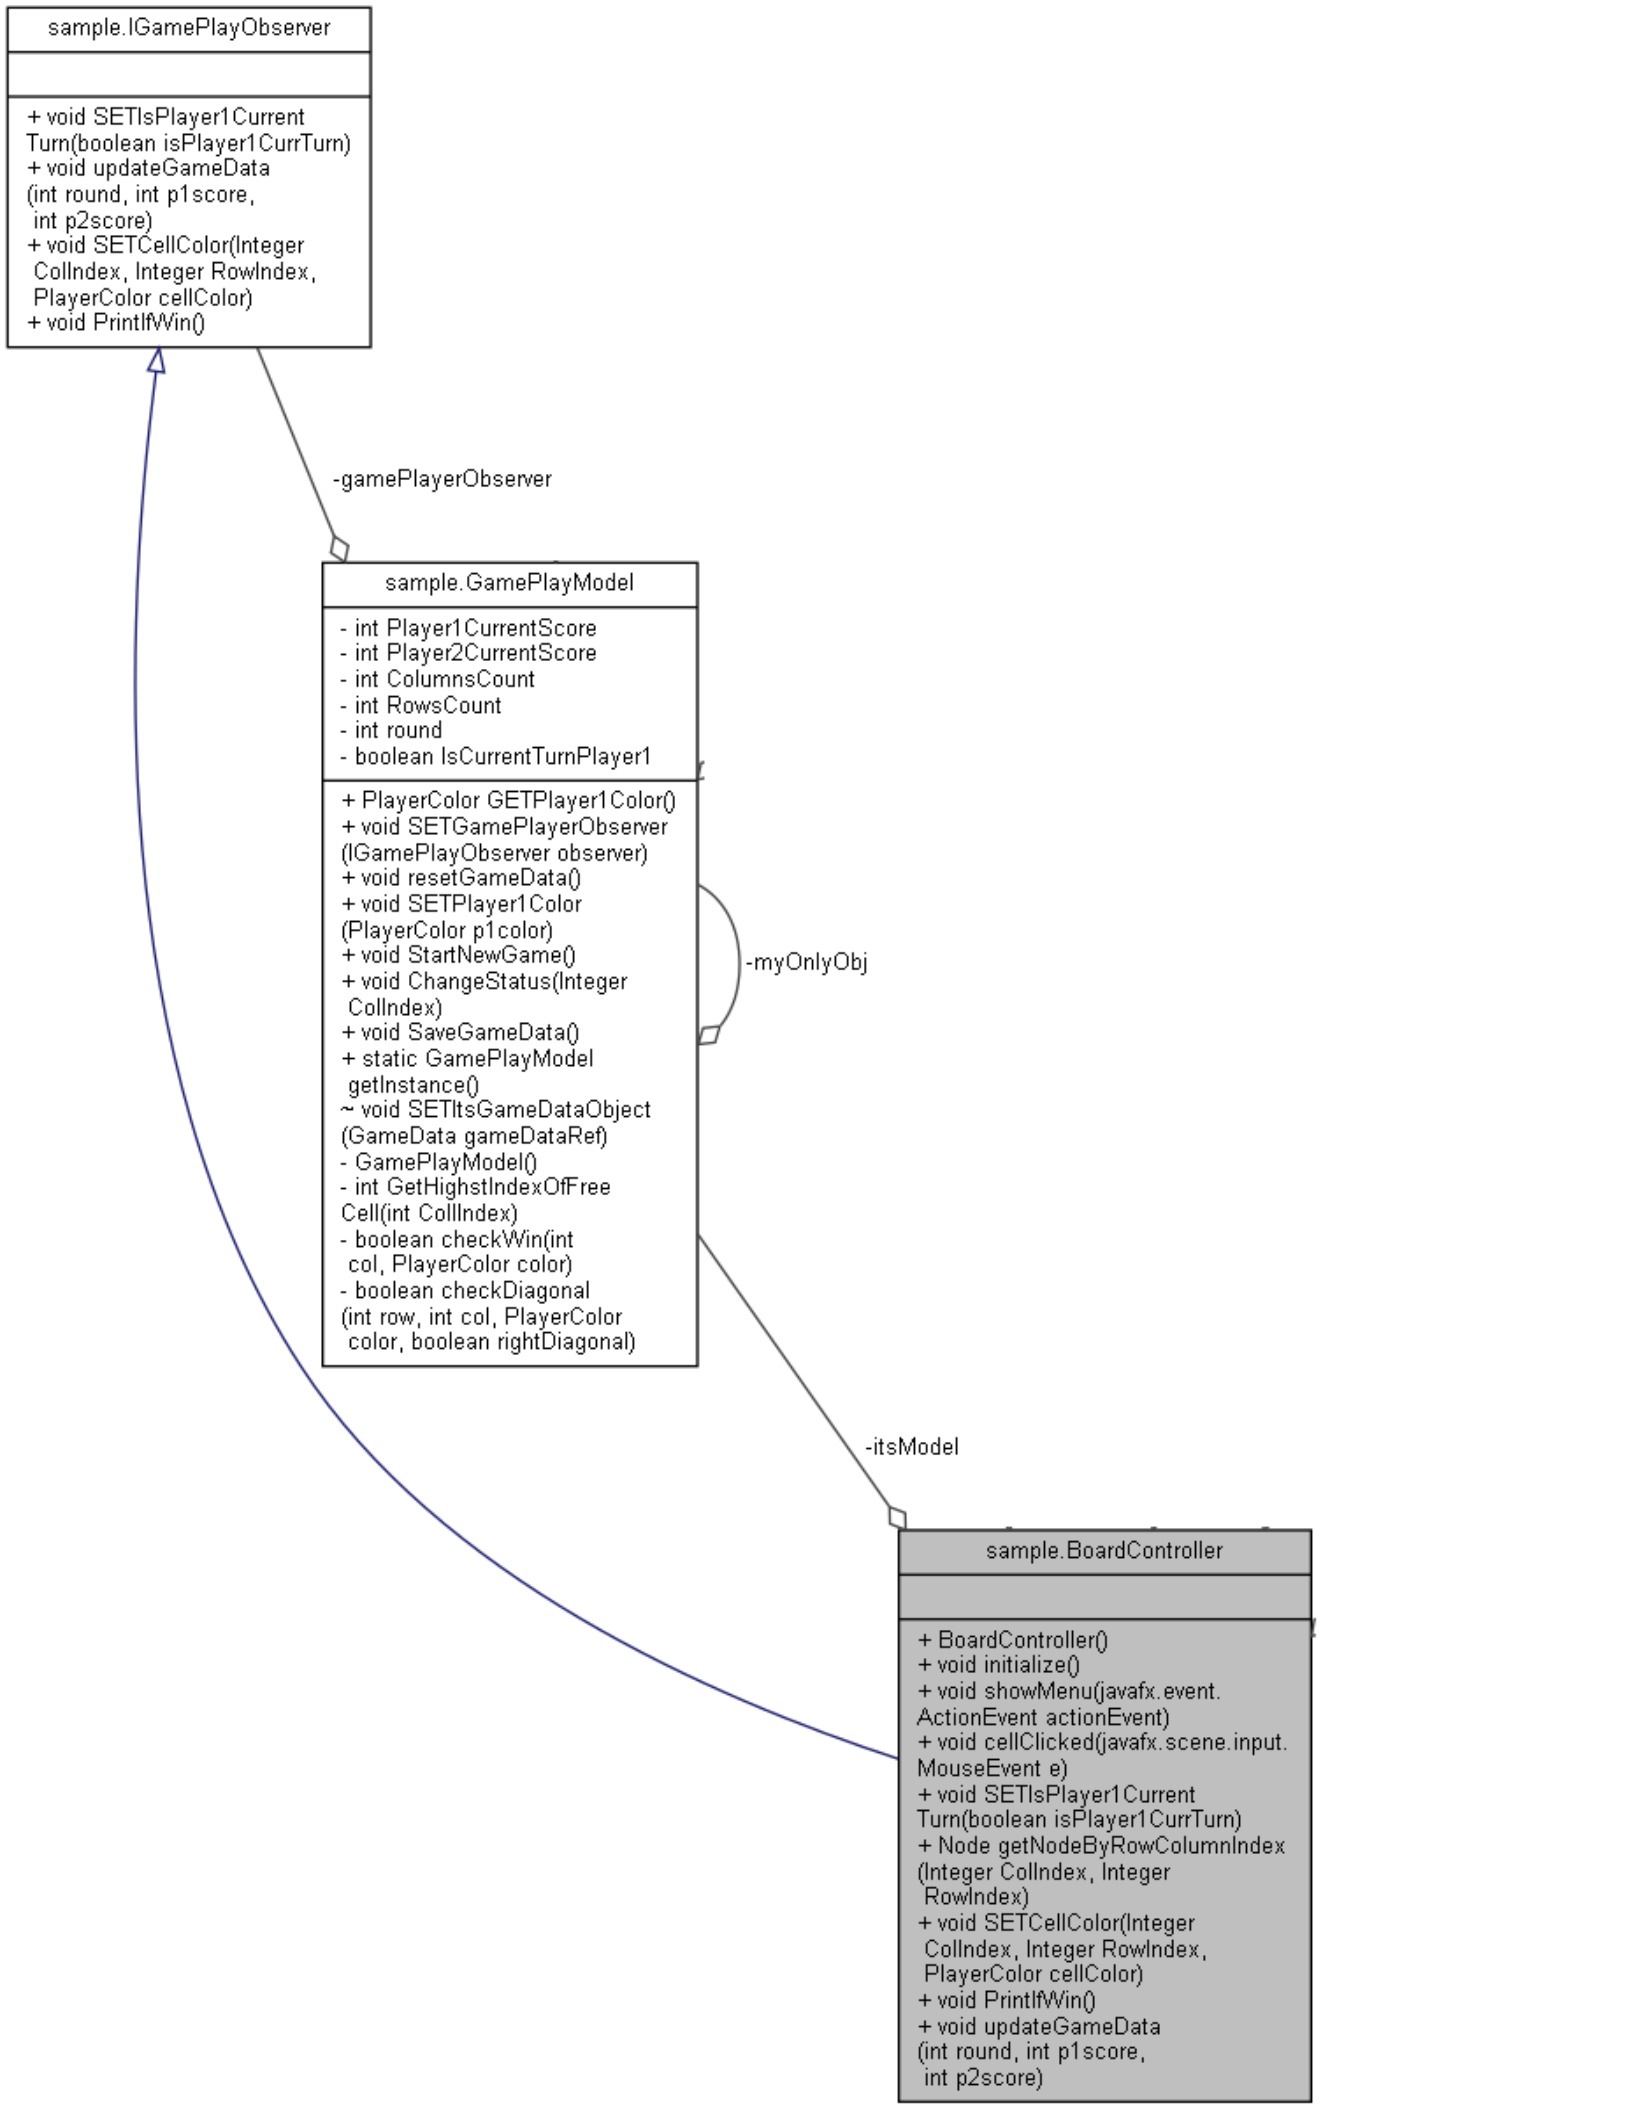 sample.IGamePlayObserver
+ void SETIsPlayer1Current
Turn(boolean isPlayer1CurrTurn)
+ void updateGameData
(int round, int p1score,
int p2score)
+ void SETCellColor(Integer
ColIndex, Integer RowIndex,
PlayerColor cellColor)
+ void PrintIfWin()
-gamePlayerObserver
sample.GamePlayModel
- int Player1CurrentScore
- int Player2CurrentScore
- int ColumnsCount
- int RowsCount
- int round
- boolean IsCurrentTurnPlayer1
+ PlayerColor GETPlayer1Color()
+ void SETGamePlayerObserver
(IGamePlayObserver observer)
+ void resetGameData()
+ void SETPlayer1Color
(PlayerColor p1color)
+ void StartNewGame()
+ void ChangeStatus(Integer
ColIndex)
+ void SaveGameData()
+ static GamePlayModel
getInstance()
~ void SETItsGameDataObject
(GameData gameDataRef)
- GamePlayModel()
- int GetHighstIndexOfFree
Cell(int CollIndex)
- boolean checkWin(int
col, PlayerColor color)
- boolean checkDiagonal
(int row, int col, PlayerColor
color, boolean rightDiagonal)
-myOnlyObj
-itsModel
sample.BoardController
+ BoardController()
+ void initialize()
+ void showMenu(javafx.event.
ActionEvent actionEvent)
+ void cellClicked(javafx.scene.input.
MouseEvent e)
+ void SETIsPlayer1Current
Turn(boolean isPlayer1CurrTurn)
+ Node getNodeByRowColumnIndex
(Integer ColIndex, Integer
RowIndex)
+ void SETCellColor(Integer
ColIndex, Integer RowIndex,
PlayerColor cellColor)
+ void PrintIfWin()
+ void updateGameData
(int round, int p1score,
int p2score)